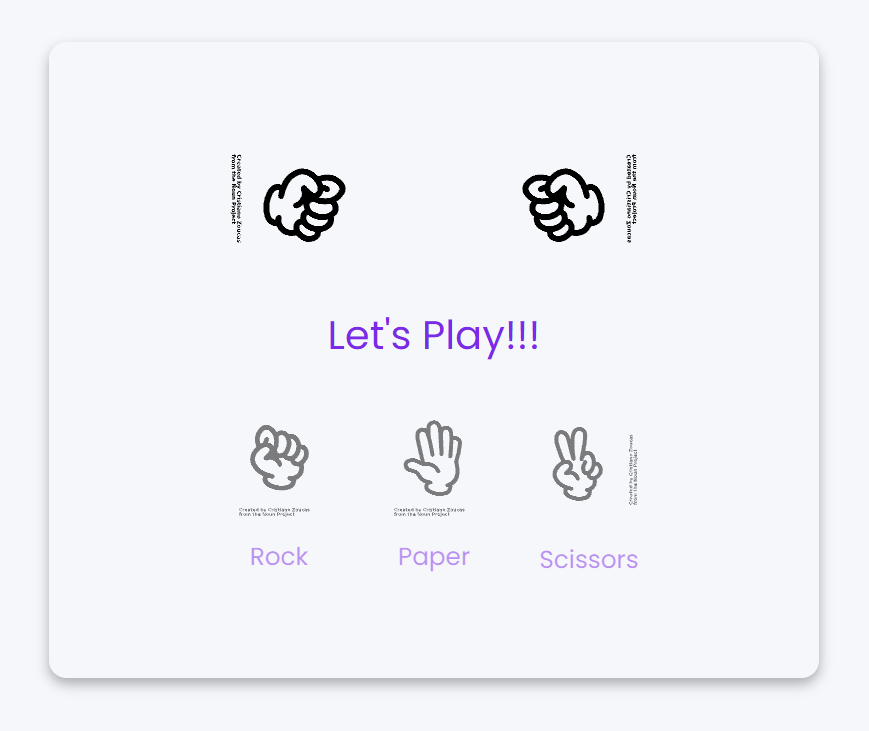 Created by Cristiano Zoucas
from the Noun Project
Created by Cristiano Zoucas
from the Noun Project
Let's Play!!!
Created by Cristiano Zoucas
from the Noun Project
Created by Cristiano Zoucas
from the Noun Project
Created by Cristiano Zoucas
from the Noun Project
Rock
Paper
Scissors